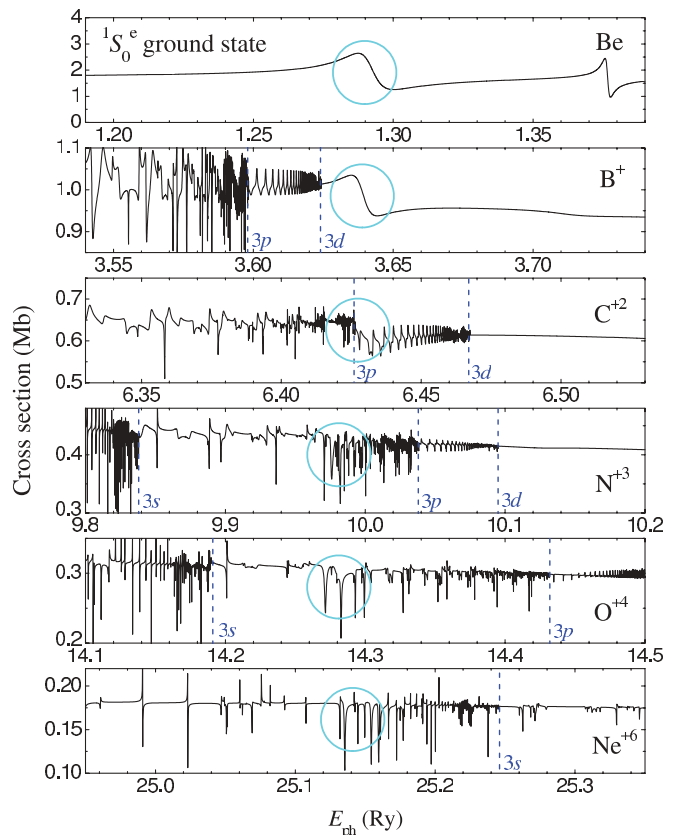 ¹S₀ᵉ ground state
Be
4
3
2
1
1.20
1.25
1.30
1.35
B⁺
1.1
1.0
0.9
3p
3d
3.55
3.60
3.65
3.70
C⁺²
0.7
0.6
0.5
3p
3d
6.35
6.40
6.45
6.50
Cross section (Mb)
N⁺³
0.4
0.3
3s
3p
3d
9.8
9.9
10.0
10.1
10.2
O⁺⁴
0.3
0.2
3s
3p
14.1
14.2
14.3
14.4
14.5
Ne⁺⁶
0.20
0.15
0.10
3s
25.0
25.1
25.2
25.3
E_ph (Ry)